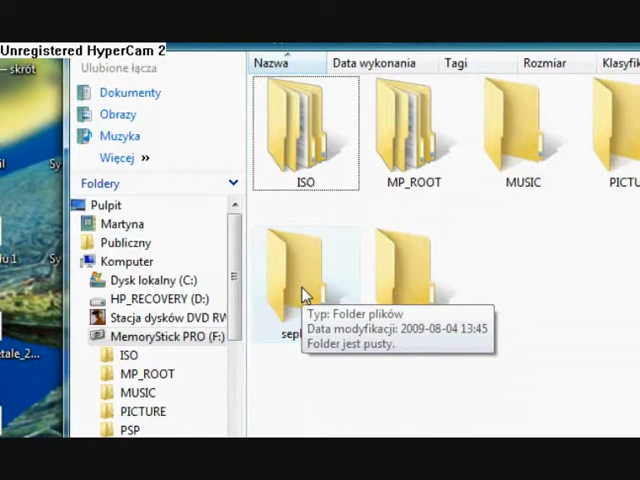 Unregistered HyperCam 2
— skrót
Ulubione łącza
Dokumenty
Obrazy
Muzyka
Więcej »
Foldery
Pulpit
Martyna
Publiczny
Komputer
Dysk lokalny (C:)
HP_RECOVERY (D:)
Stacja dysków DVD RW
MemoryStick PRO (F:)
ISO
MP_ROOT
MUSIC
PICTURE
PSP
Nazwa
Data wykonania
Tagi
Rozmiar
Klasyfi
ISO
MP_ROOT
MUSIC
PICTU
Typ: Folder plików
Data modyfikacji: 2009-08-04 13:45
Folder jest pusty.